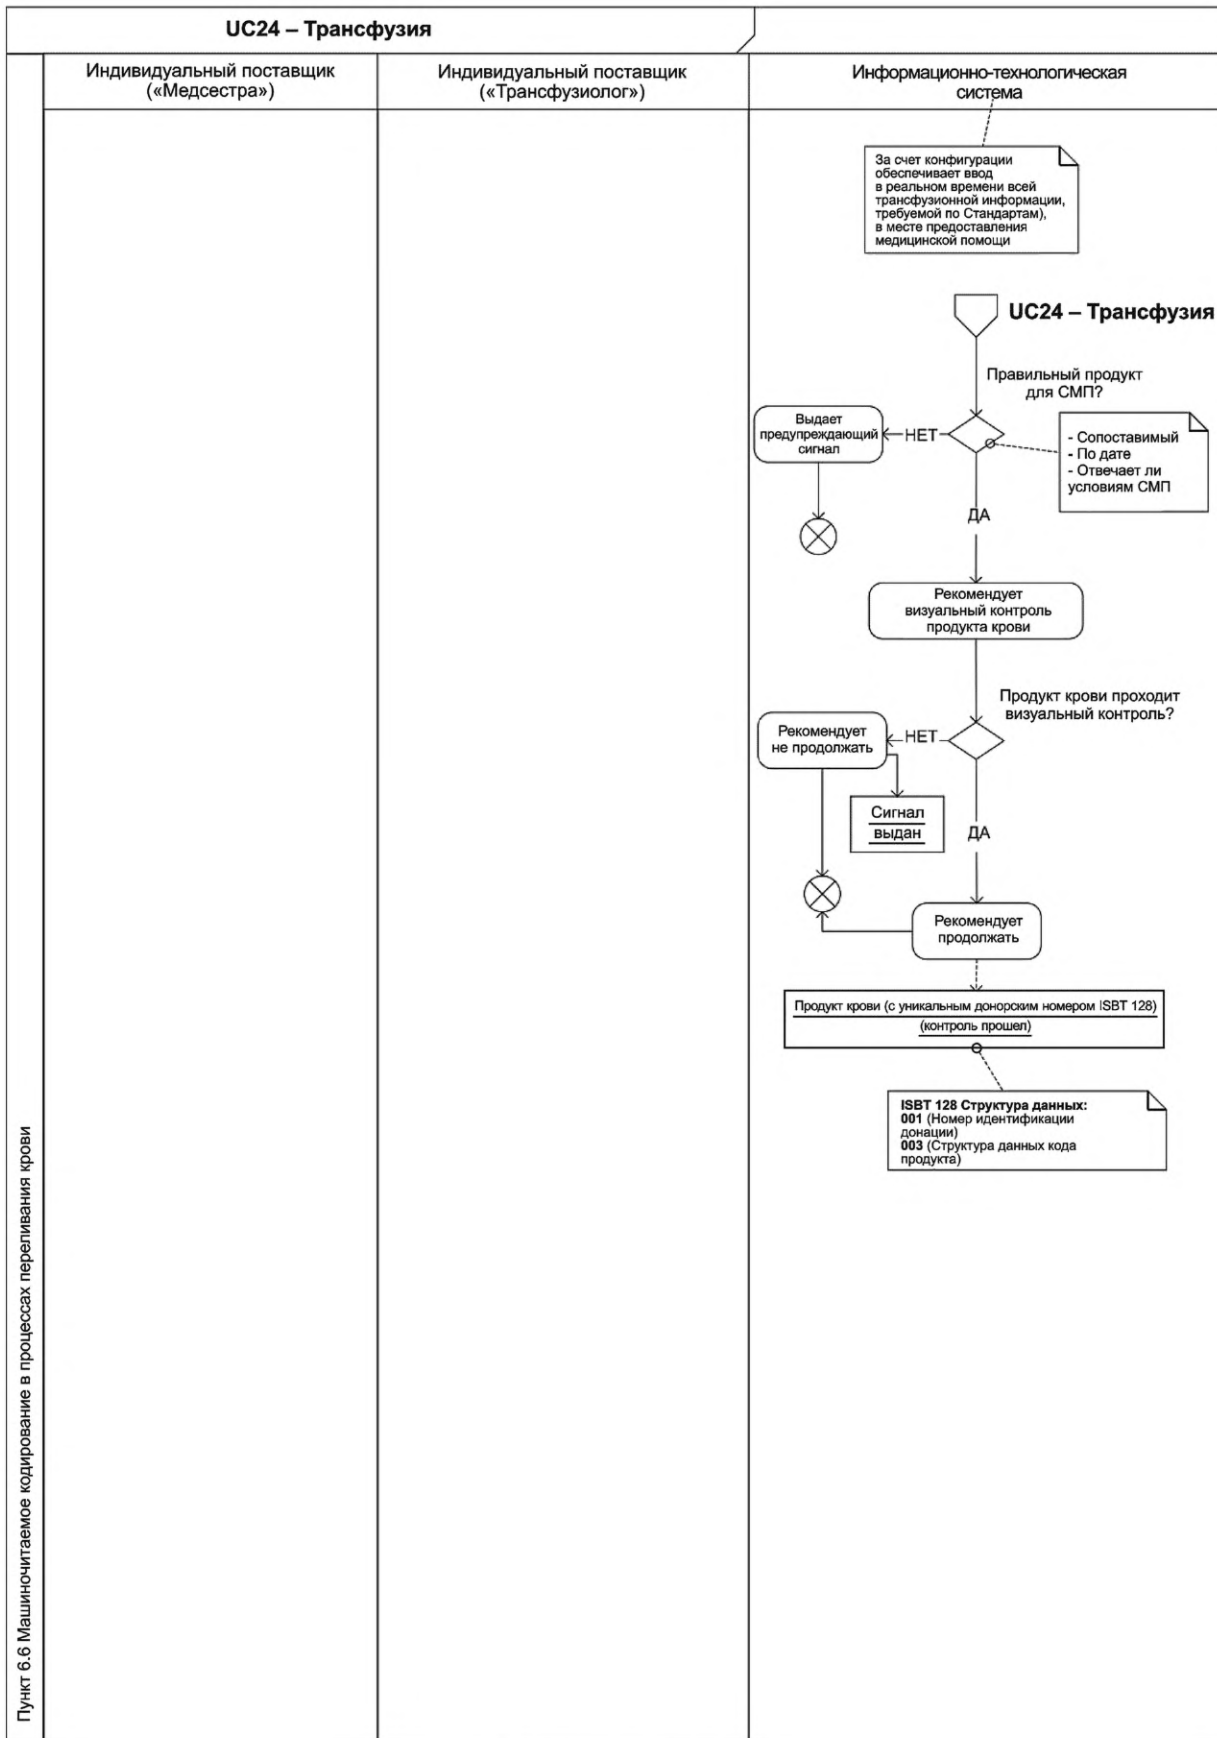 UC24 – Трансфузия
Индивидуальный поставщик
(«Медсестра»)
Индивидуальный поставщик
(«Трансфузиолог»)
Информационно-технологическая
система
За счет конфигурации
обеспечивает ввод
в реальном времени всей
трансфузионной информации,
требуемой по Стандартам),
в месте предоставления
медицинской помощи
UC24 – Трансфузия
Правильный продукт
для СМП?
Выдает
предупреждающий
сигнал
НЕТ
- Сопоставимый
- По дате
- Отвечает ли
условиям СМП
ДА
Рекомендует
визуальный контроль
продукта крови
Продукт крови проходит
визуальный контроль?
Рекомендует
не продолжать
НЕТ
Сигнал
выдан
ДА
Рекомендует
продолжать
Продукт крови (с уникальным донорским номером ISBT 128)
(контроль прошел)
ISBT 128 Структура данных:
001 (Номер идентификации
донации)
003 (Структура данных кода
продукта)
Пункт 6.6 Машиночитаемое кодирование в процессах переливания крови